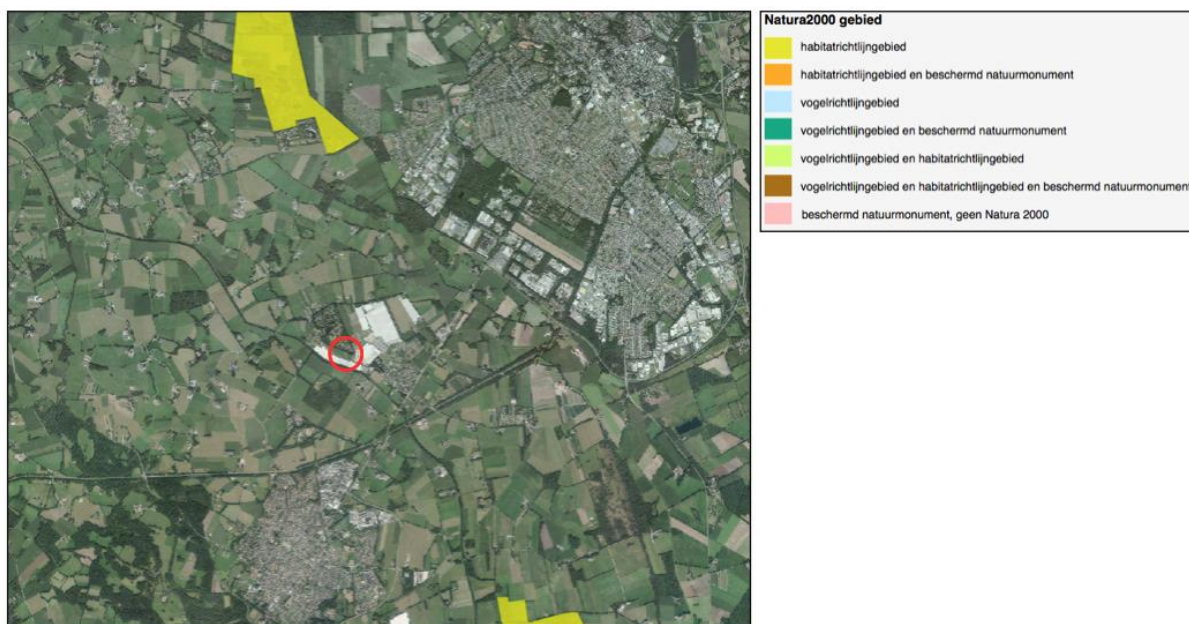 Natura2000 gebied
habitatrichtlijngebied
habitatrichtlijngebied en beschermd natuurmonument
vogelrichtlijngebied
vogelrichtlijngebied en beschermd natuurmonument
vogelrichtlijngebied en habitatrichtlijngebied
vogelrichtlijngebied en habitatrichtlijngebied en beschermd natuurmonument
beschermd natuurmonument, geen Natura 2000